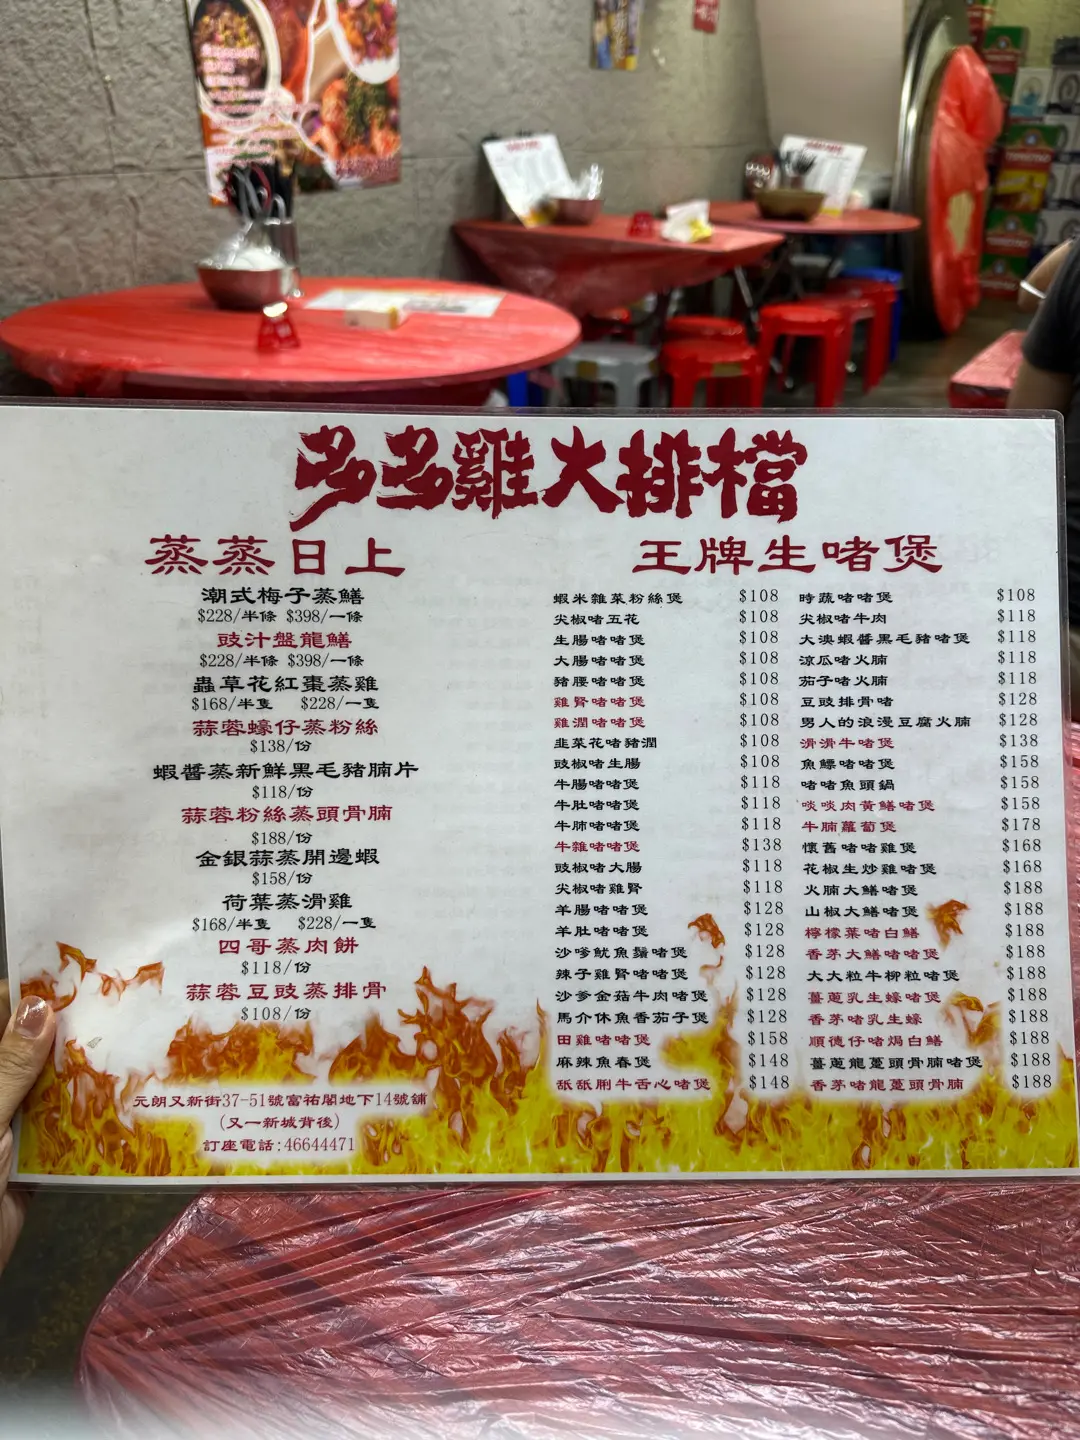 多多雞大排檔
蒸蒸日上
潮式梅子蒸鱔
$228/半條 $398/一條
豉汁盤龍鱔
$228/半條 $398/一條
蟲草花紅棗蒸雞
$168/半隻 $228/一隻
蒜蓉蠔仔蒸粉絲
$138/份
蝦醬蒸新鮮黑毛豬腩片
$118/份
蒜蓉粉絲蒸頭骨腩
$188/份
金銀蒜蒸開邊蝦
$158/份
荷葉蒸滑雞
$168/半隻 $228/一隻
四哥蒸肉餅
$118/份
蒜蓉豆豉蒸排骨
$108/份
元朗又新街37-51號富祐閣地下14號舖
(又一新城背後)
訂座電話:46644471
王牌生啫煲
蝦米雜菜粉絲煲 $108
尖椒啫五花 $108
生腸啫啫煲 $108
大腸啫啫煲 $108
豬腰啫啫煲 $108
雞腎啫啫煲 $108
雞潤啫啫煲 $108
韭菜花啫豬潤 $108
豉椒啫生腸 $108
牛腸啫啫煲 $118
牛肚啫啫煲 $118
牛肺啫啫煲 $118
牛雜啫啫煲 $138
豉椒啫大腸 $118
尖椒啫雞腎 $118
羊腸啫啫煲 $128
羊肚啫啫煲 $128
沙嗲魷魚鬚啫煲 $128
辣子雞腎啫啫煲 $128
沙爹金菇牛肉啫煲 $128
馬介休魚香茄子煲 $128
田雞啫啫煲 $158
麻辣魚春煲 $148
舐舐脷牛舌心啫煲 $148
時蔬啫啫煲 $108
尖椒啫牛肉 $118
大澳蝦醬黑毛豬啫煲 $118
涼瓜啫火腩 $118
茄子啫火腩 $118
豆豉排骨啫 $128
男人的浪漫豆腐火腩 $128
滑滑牛啫煲 $138
魚鰾啫啫煲 $158
啫啫魚頭鍋 $158
啖啖肉黃鱔啫煲 $158
牛腩蘿蔔煲 $178
懷舊啫啫雞煲 $168
花椒生炒雞啫煲 $168
火腩大鱔啫煲 $188
山椒大鱔啫煲 $188
檸檬葉啫白鱔 $188
香茅大鱔啫啫煲 $188
大大粒牛柳粒啫煲 $188
薑蔥乳生蠔啫煲 $188
香茅啫乳生蠔 $188
順德仔啫焗白鱔 $188
薑蔥龍躉頭骨腩啫煲 $188
香茅啫龍躉頭骨腩 $188